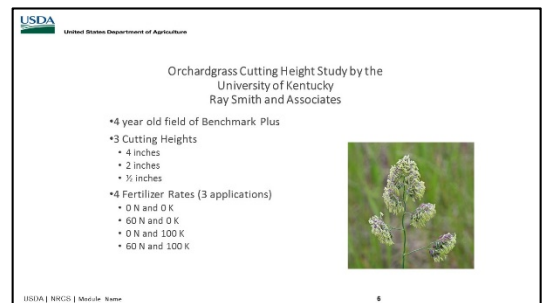 USDA
United States Department of Agriculture
Orchardgrass Cutting Height Study by the
University of Kentucky
Ray Smith and Associates
•4 year old field of Benchmark Plus
•3 Cutting Heights
• 4 inches
• 2 inches
• ½ inches
•4 Fertilizer Rates (3 applications)
• 0 N and 0 K
• 60 N and 0 K
• 0 N and 100 K
• 60 N and 100 K
USDA | NRCS | Module Name
6